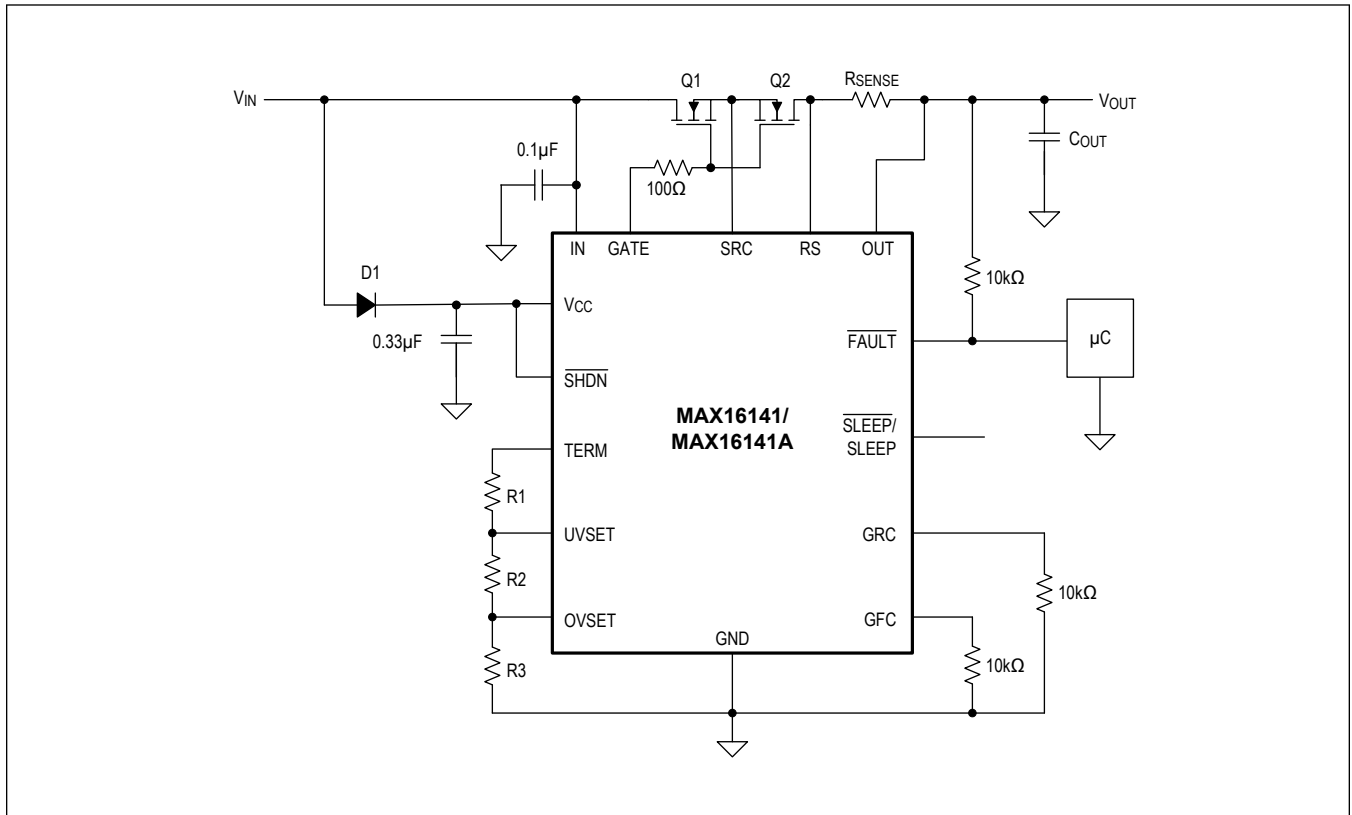 Q1
Q2
RSENSE
VIN
VOUT
COUT
0.1µF
100Ω
IN
GATE
SRC
RS
OUT
10kΩ
D1
VCC
0.33µF
FAULT
µC
SHDN
MAX16141/
MAX16141A
SLEEP/
SLEEP
TERM
R1
UVSET
GRC
R2
10kΩ
OVSET
GFC
GND
R3
10kΩ